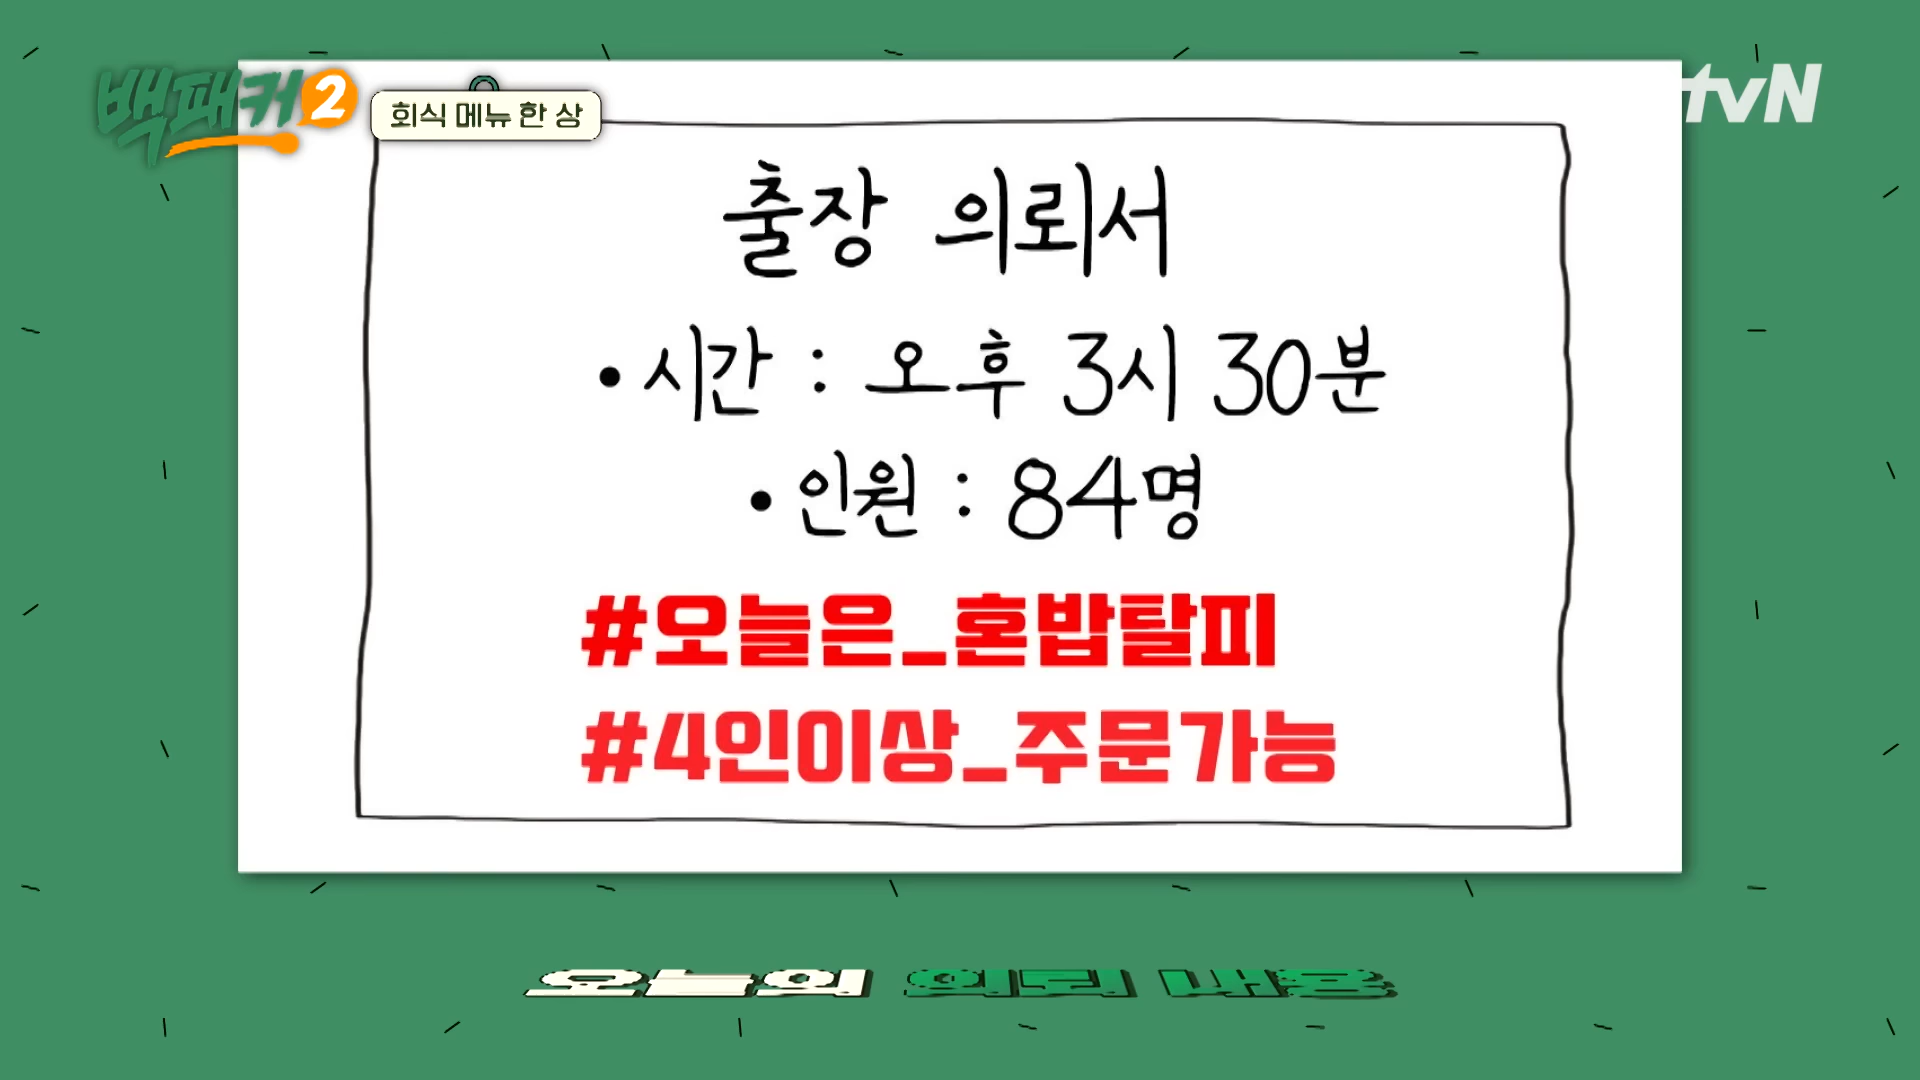 백패커2
회식 메뉴 한 상
tvN
출장 의뢰서
• 시간 : 오후 3시 30분
• 인원 : 84명
#오늘은_혼밥탈피
#4인이상_주문가능
오늘의 의뢰 내용